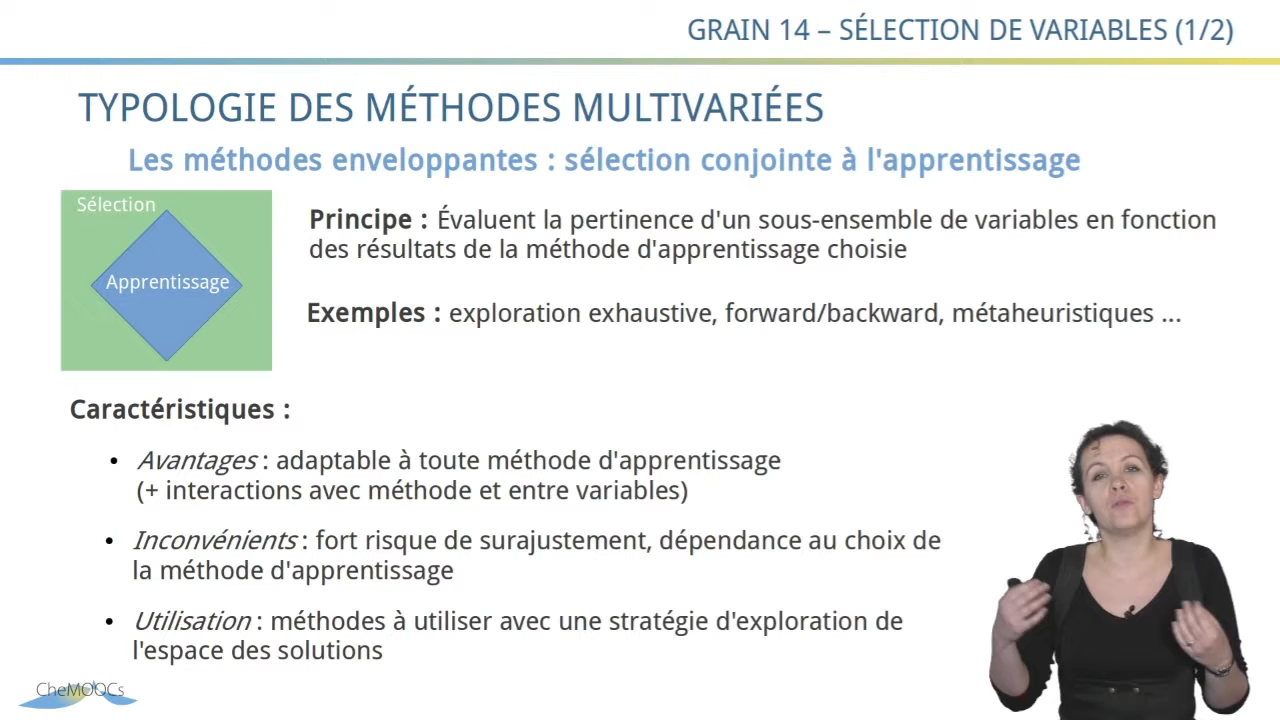 GRAIN 14 – SÉLECTION DE VARIABLES (1/2)
TYPOLOGIE DES MÉTHODES MULTIVARIÉES
Les méthodes enveloppantes : sélection conjointe à l'apprentissage
Sélection
Apprentissage
Principe : Évaluent la pertinence d'un sous-ensemble de variables en fonction
des résultats de la méthode d'apprentissage choisie
Exemples : exploration exhaustive, forward/backward, métaheuristiques ...
Caractéristiques :
• Avantages : adaptable à toute méthode d'apprentissage
(+ interactions avec méthode et entre variables)
• Inconvénients : fort risque de surajustement, dépendance au choix de
la méthode d'apprentissage
• Utilisation : méthodes à utiliser avec une stratégie d'exploration de
l'espace des solutions
CheMOOCs